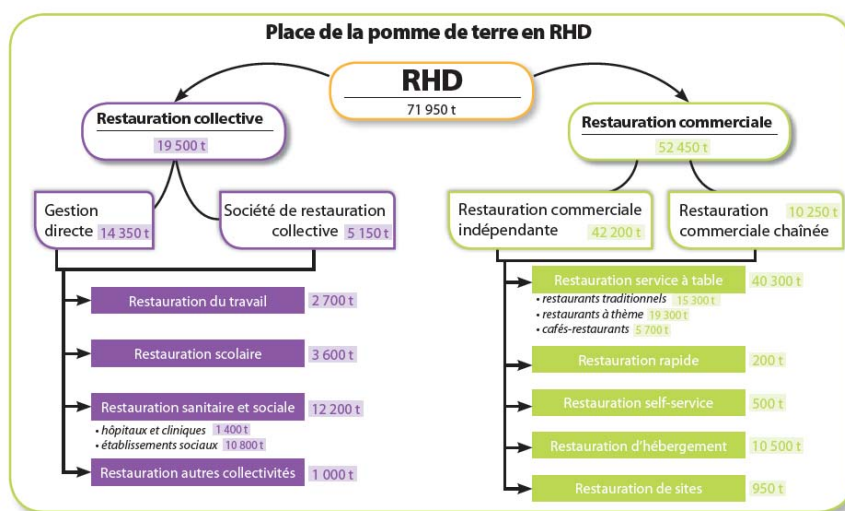 Place de la pomme de terre en RHD
RHD
71 950 t
Restauration collective
19 500 t
Restauration commerciale
52 450 t
Gestion
directe 14 350 t
Société de restauration
collective 5 150 t
Restauration commerciale
indépendante 42 200 t
Restauration 10 250 t
commerciale chaînée
Restauration du travail 2 700 t
Restauration scolaire 3 600 t
Restauration sanitaire et sociale 12 200 t
• hôpitaux et cliniques 1 400 t
• établissements sociaux 10 800 t
Restauration autres collectivités 1 000 t
Restauration service à table 40 300 t
• restaurants traditionnels 15 300 t
• restaurants à thème 19 300 t
• cafés-restaurants 5 700 t
Restauration rapide 200 t
Restauration self-service 500 t
Restauration d'hébergement 10 500 t
Restauration de sites 950 t